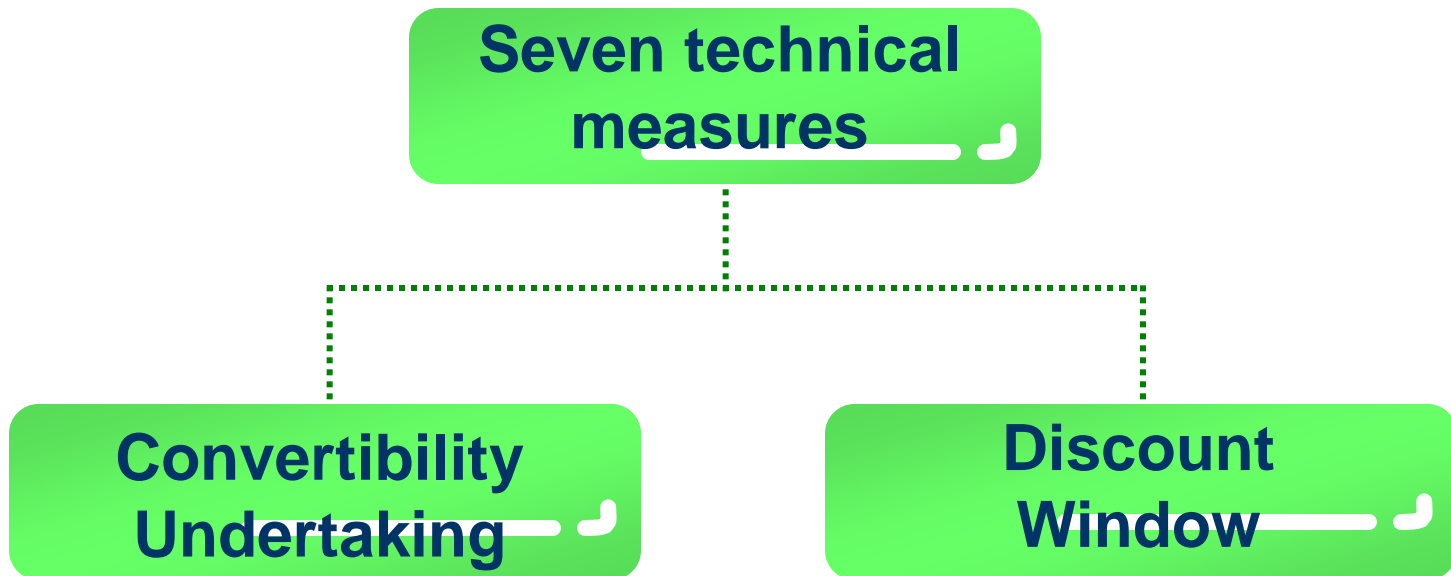 Seven technical
measures
Convertibility
Undertaking
Discount
Window